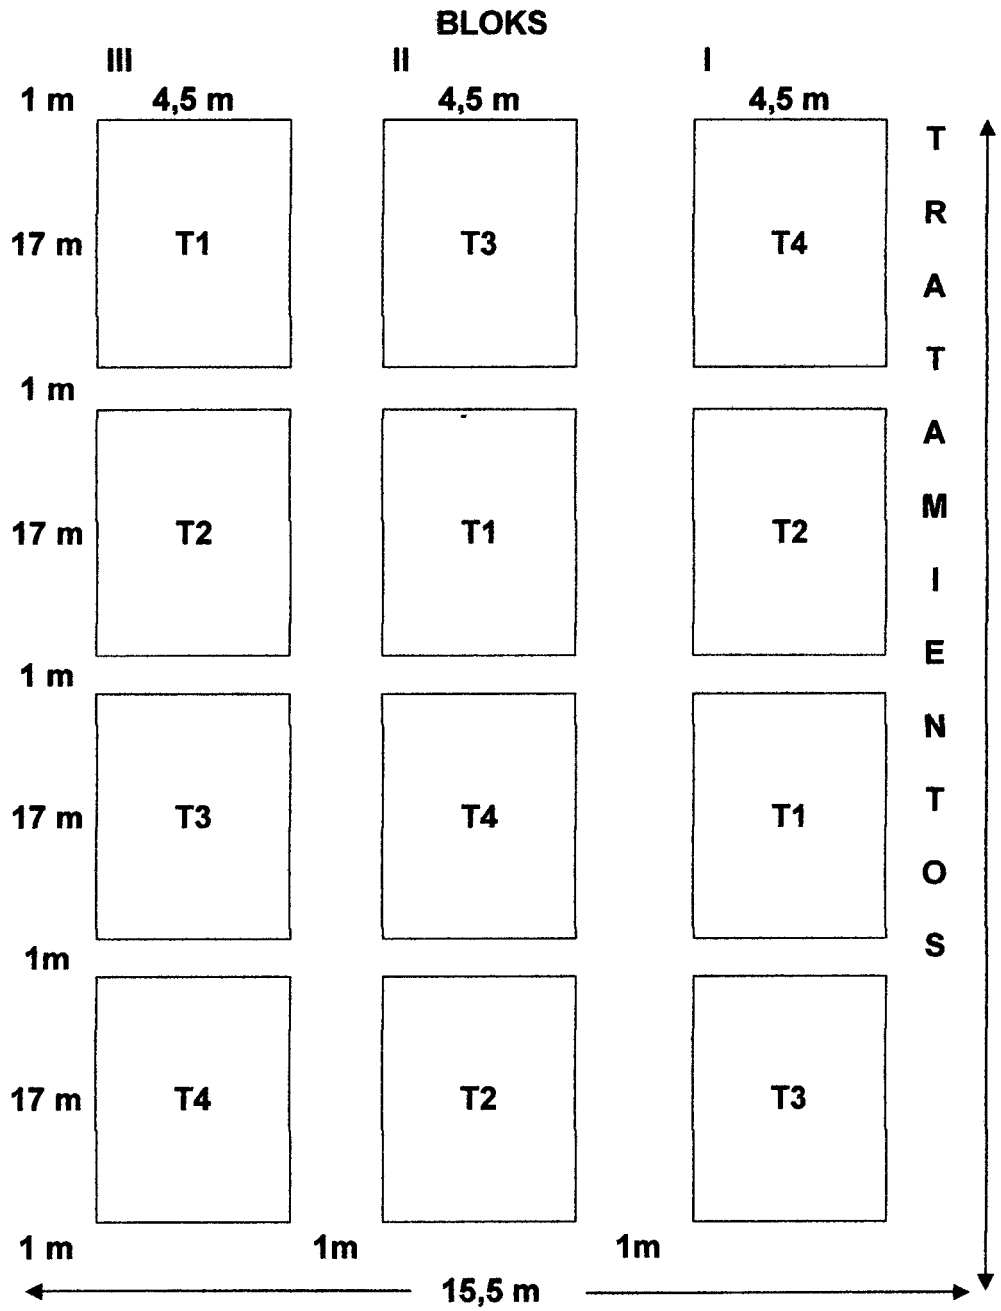 BLOKS
III II I
1 m 4,5 m 4,5 m 4,5 m
17 m T1 T3 T4
1 m
17 m T2 T1 T2
1 m
17 m T3 T4 T1
1m
17 m T4 T2 T3
1 m 1m 1m
15,5 m
TRATAMIENTOS